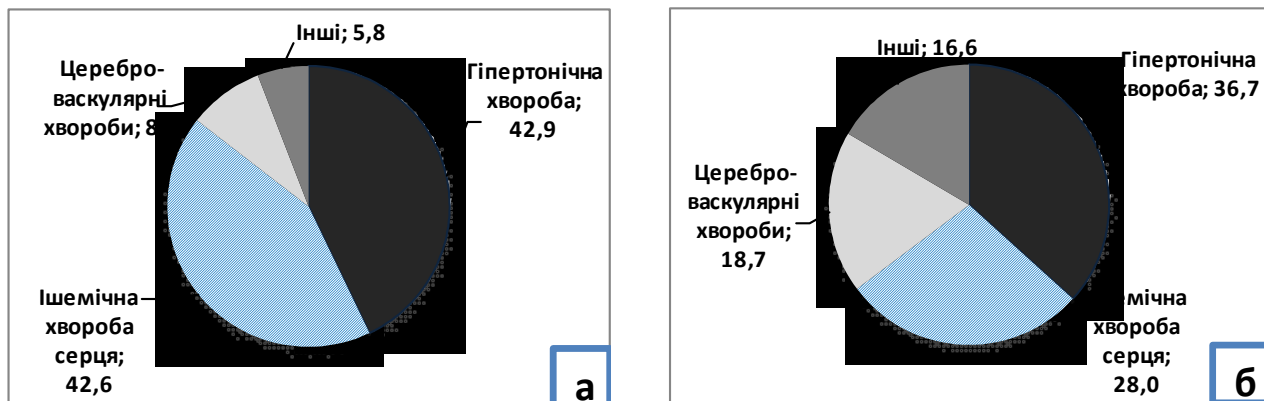 Інші; 5,8
Гіпертонічна
хвороба;
42,9
Церебро-
васкулярні
хвороби; 8
Ішемічна
хвороба
серця;
42,6
а
Інші; 16,6
Гіпертонічна
хвороба; 36,7
Церебро-
васкулярні
хвороби;
18,7
емічна
хвороба
серця;
28,0
б